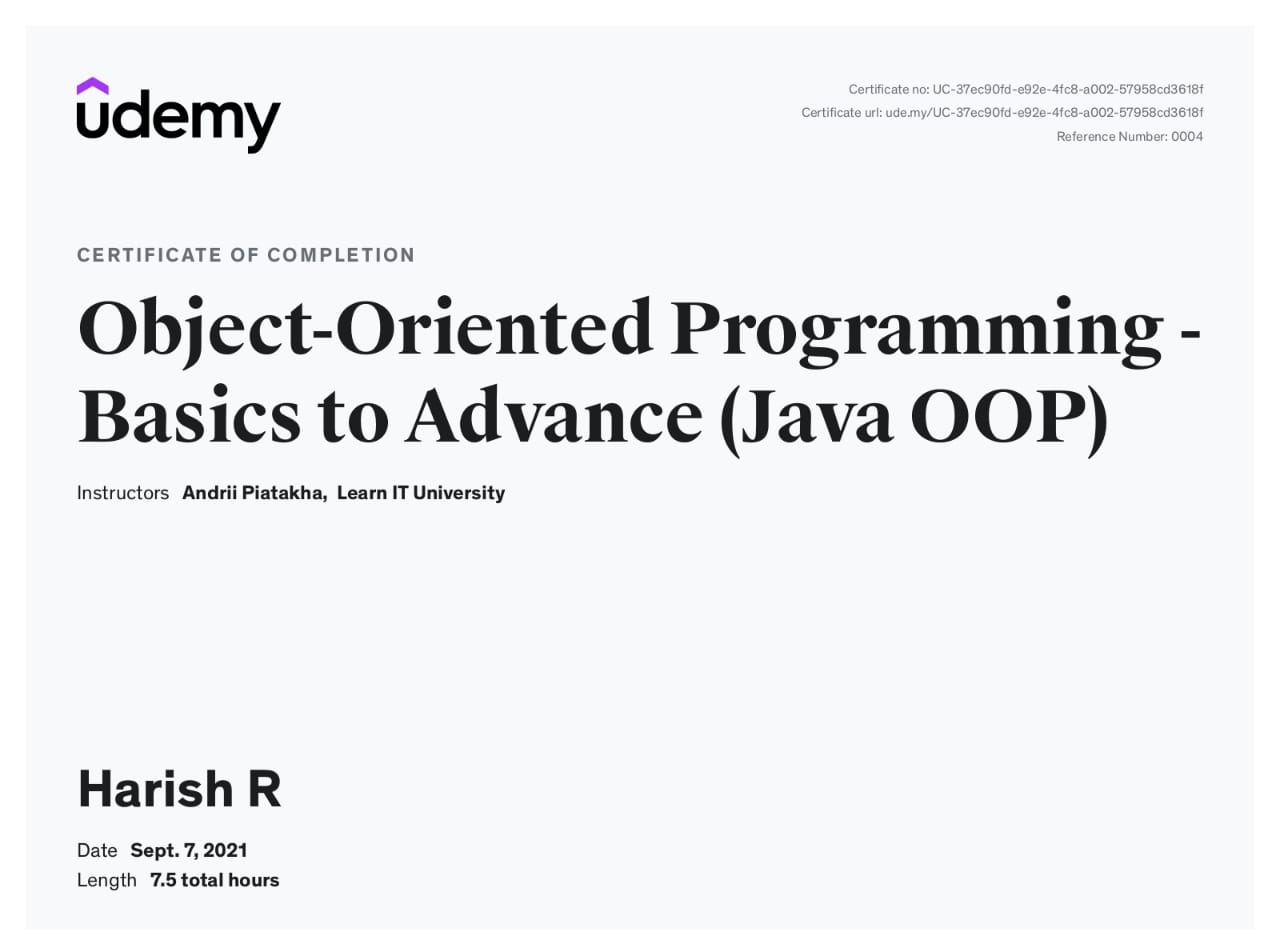 udemy
Certificate no: UC-37ec90fd-e92e-4fc8-a002-57958cd3618f
Certificate url: ude.my/UC-37ec90fd-e92e-4fc8-a002-57958cd3618f
Reference Number: 0004
CERTIFICATE OF COMPLETION
Object-Oriented Programming -
Basics to Advance (Java OOP)
Instructors Andrii Piatakha, Learn IT University
Harish R
Date Sept. 7, 2021
Length 7.5 total hours